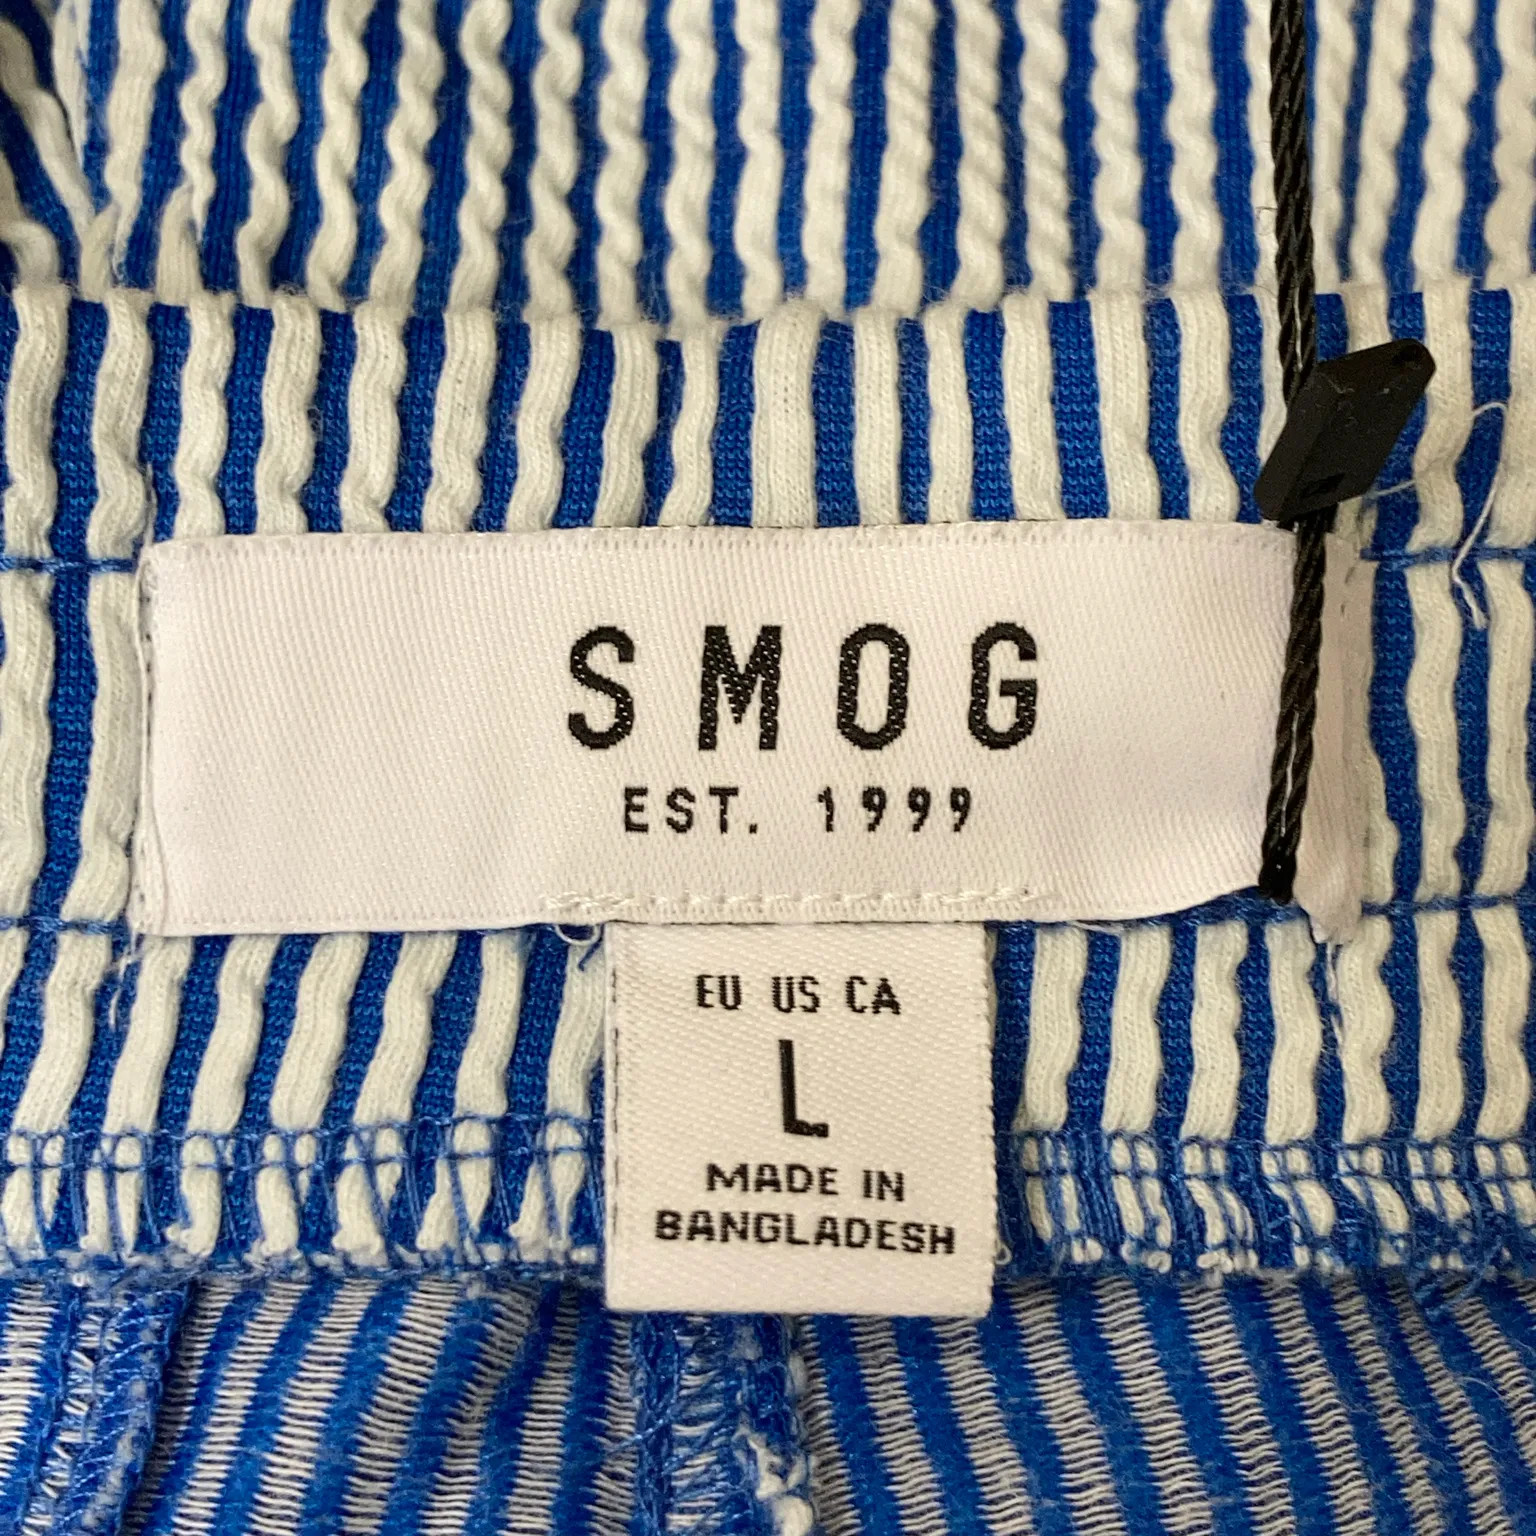 SMOG
EST. 1999
EU US CA
L
MADE IN
BANGLADESH